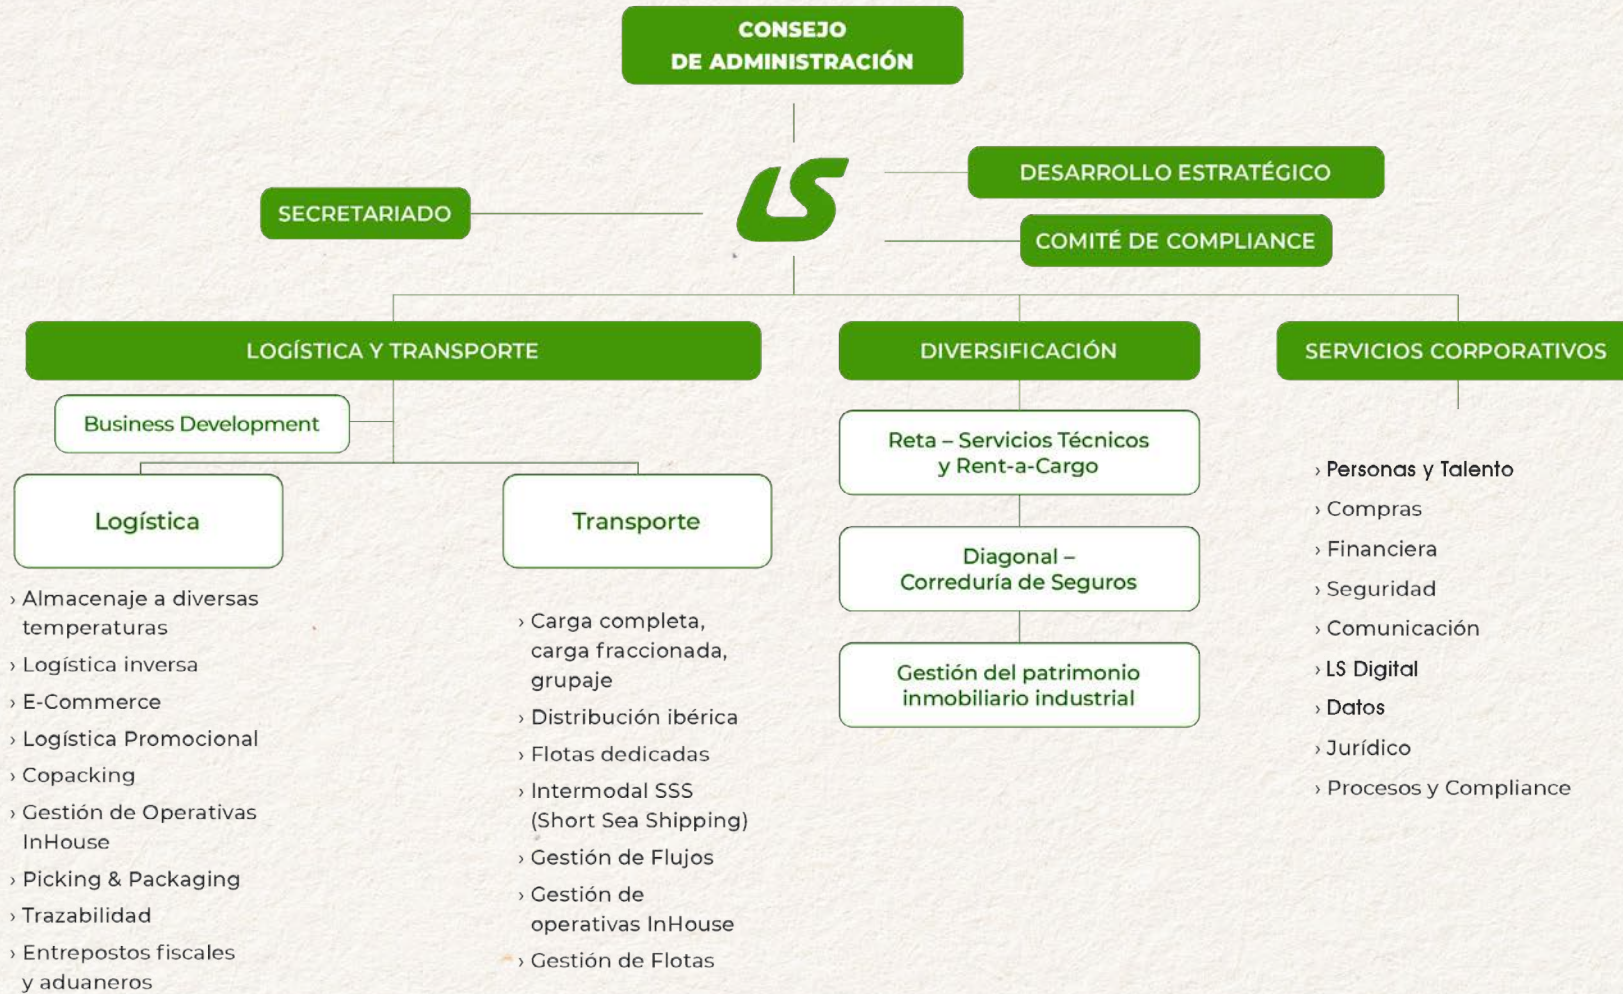 CONSEJO
DE ADMINISTRACIÓN
LS
DESARROLLO ESTRATÉGICO
SECRETARIADO
COMITÉ DE COMPLIANCE
LOGÍSTICA Y TRANSPORTE
DIVERSIFICACIÓN
SERVICIOS CORPORATIVOS
Business Development
Logística
› Almacenaje a diversas
temperaturas
› Logística inversa
› E-Commerce
› Logística Promocional
› Copacking
› Gestión de Operativas
InHouse
› Picking & Packaging
› Trazabilidad
› Entrepostos fiscales
y aduaneros
Transporte
› Carga completa,
carga fraccionada,
grupaje
› Distribución ibérica
› Flotas dedicadas
› Intermodal SSS
(Short Sea Shipping)
› Gestión de Flujos
› Gestión de
operativas InHouse
› Gestión de Flotas
Reta – Servicios Técnicos
y Rent-a-Cargo
Diagonal –
Correduría de Seguros
Gestión del patrimonio
inmobiliario industrial
› Personas y Talento
› Compras
› Financiera
› Seguridad
› Comunicación
› LS Digital
› Datos
› Jurídico
› Procesos y Compliance